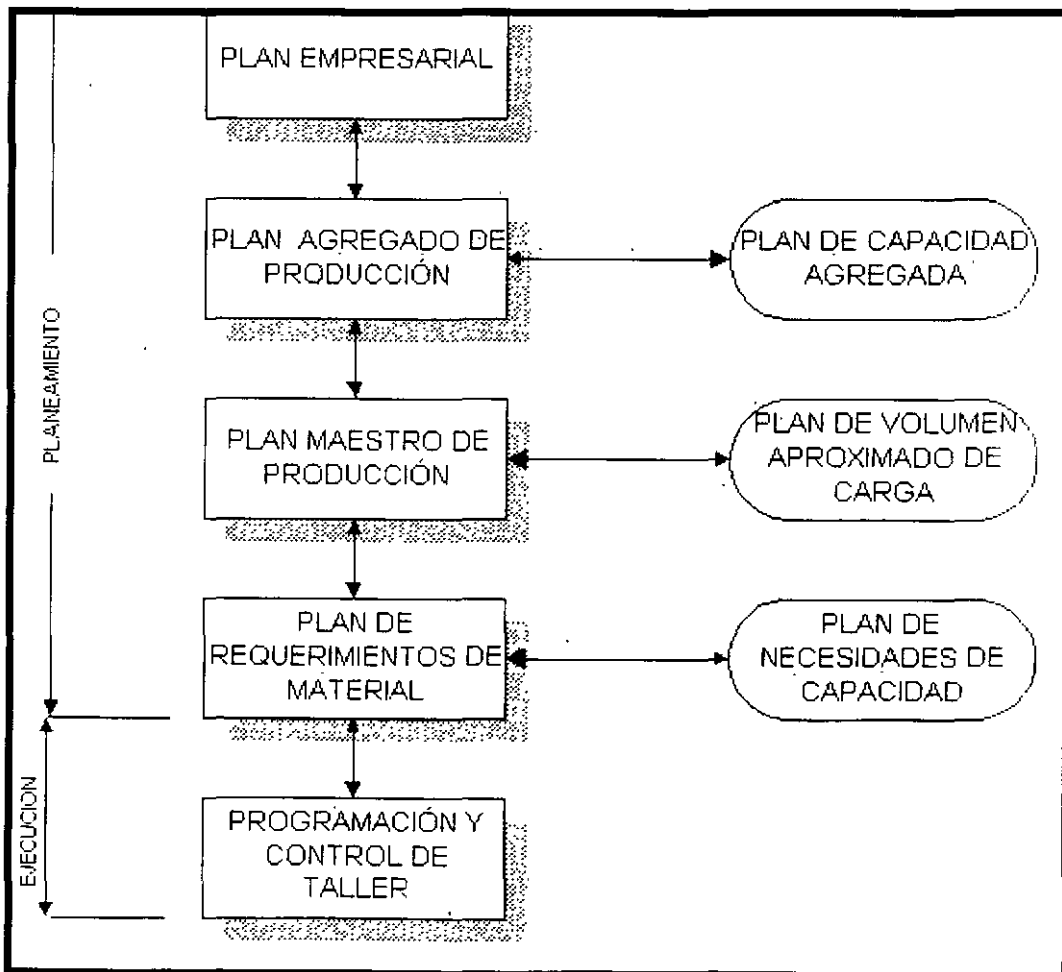 PLAN EMPRESARIAL
PLAN AGREGADO DE
PRODUCCIÓN
PLAN DE CAPACIDAD
AGREGADA
PLANEAMIENTO
PLAN MAESTRO DE
PRODUCCIÓN
PLAN DE VOLUMEN
APROXIMADO DE
CARGA
PLAN DE
REQUERIMIENTOS DE
MATERIAL
PLAN DE
NECESIDADES DE
CAPACIDAD
EJECUCION
PROGRAMACIÓN Y
CONTROL DE
TALLER